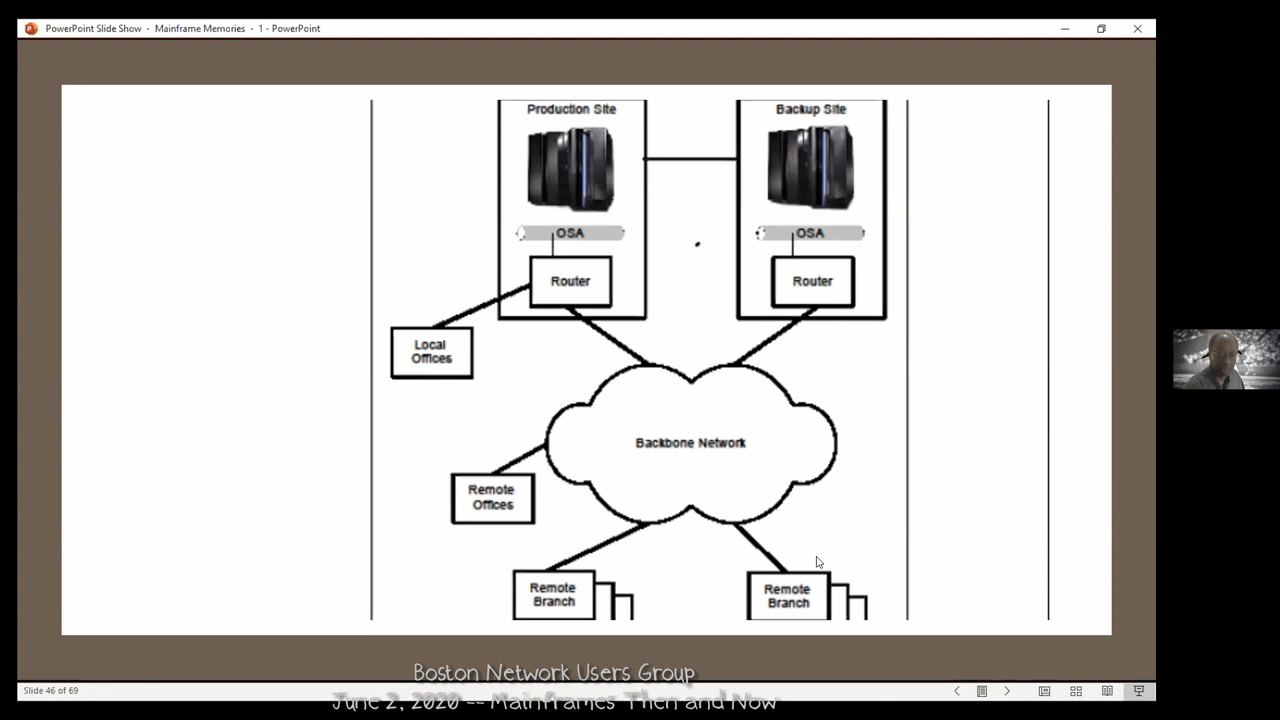 PowerPoint Slide Show - Mainframe Memories - 1 - PowerPoint
Production Site
Backup Site
OSA
OSA
Router
Router
Local
Offices
Backbone Network
Remote
Offices
Remote
Branch
Remote
Branch
Boston Network Users Group
Slide 46 of 69
June 2, 2020 -- Mainframes Then and Now